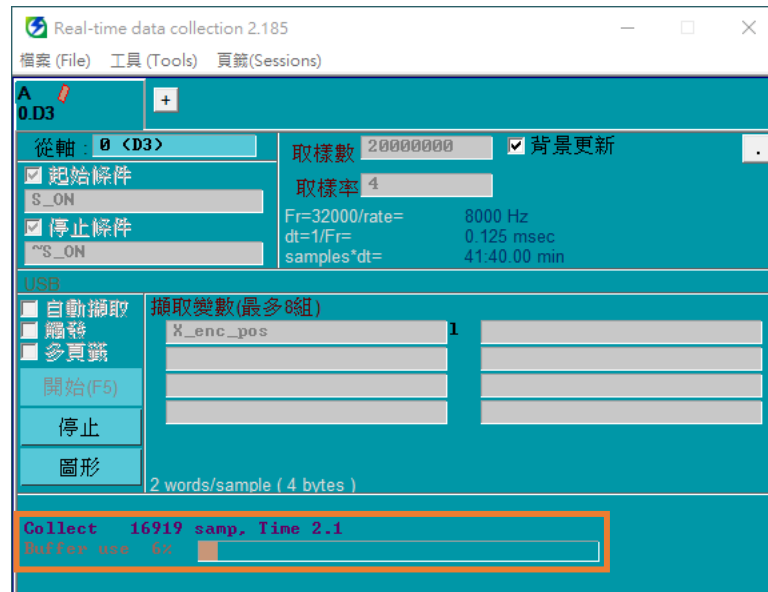 Real-time data collection 2.185
檔案 (File) 工具 (Tools) 頁籤(Sessions)
A
0.D3
+
從軸 : 0 (D3)
取樣數 20000000
背景更新
.
起始條件
S_ON
取樣率 4
停止條件
~S_ON
Fr=32000/rate= 8000 Hz
dt=1/Fr= 0.125 msec
samples*dt= 41:40.00 min
USB
自動擷取
觸發
多頁籤
擷取變數(最多8組)
X_enc_pos 1
開始(F5)
停止
圖形
2 words/sample ( 4 bytes )
Collect 16919 samp, Time 2.1
Buffer use 6%